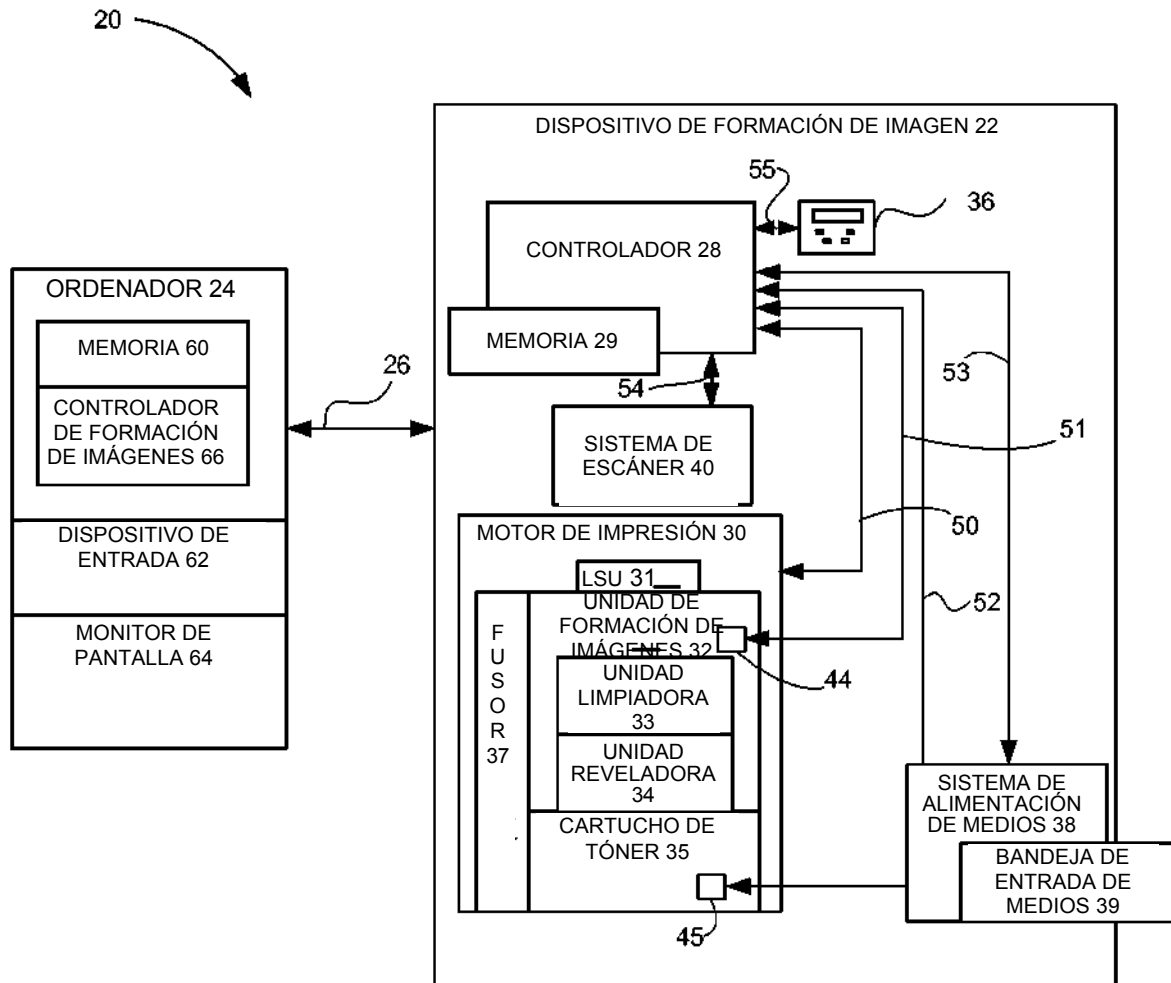 20
DISPOSITIVO DE FORMACIÓN DE IMAGEN 22
55
36
CONTROLADOR 28
MEMORIA 29
54
SISTEMA DE
ESCÁNER 40
ORDENADOR 24
MEMORIA 60
CONTROLADOR
DE FORMACIÓN
DE IMÁGENES 66
DISPOSITIVO DE
ENTRADA 62
MONITOR DE
PANTALLA 64
26
53
51
50
52
MOTOR DE IMPRESIÓN 30
LSU 31
UNIDAD DE
FORMACIÓN DE
IMÁGENES 32
44
F
U
S
O
R
37
UNIDAD
LIMPIADORA
33
UNIDAD
REVELADORA
34
CARTUCHO DE
TÓNER 35
45
SISTEMA DE
ALIMENTACIÓN
DE MEDIOS 38
BANDEJA DE
ENTRADA DE
MEDIOS 39